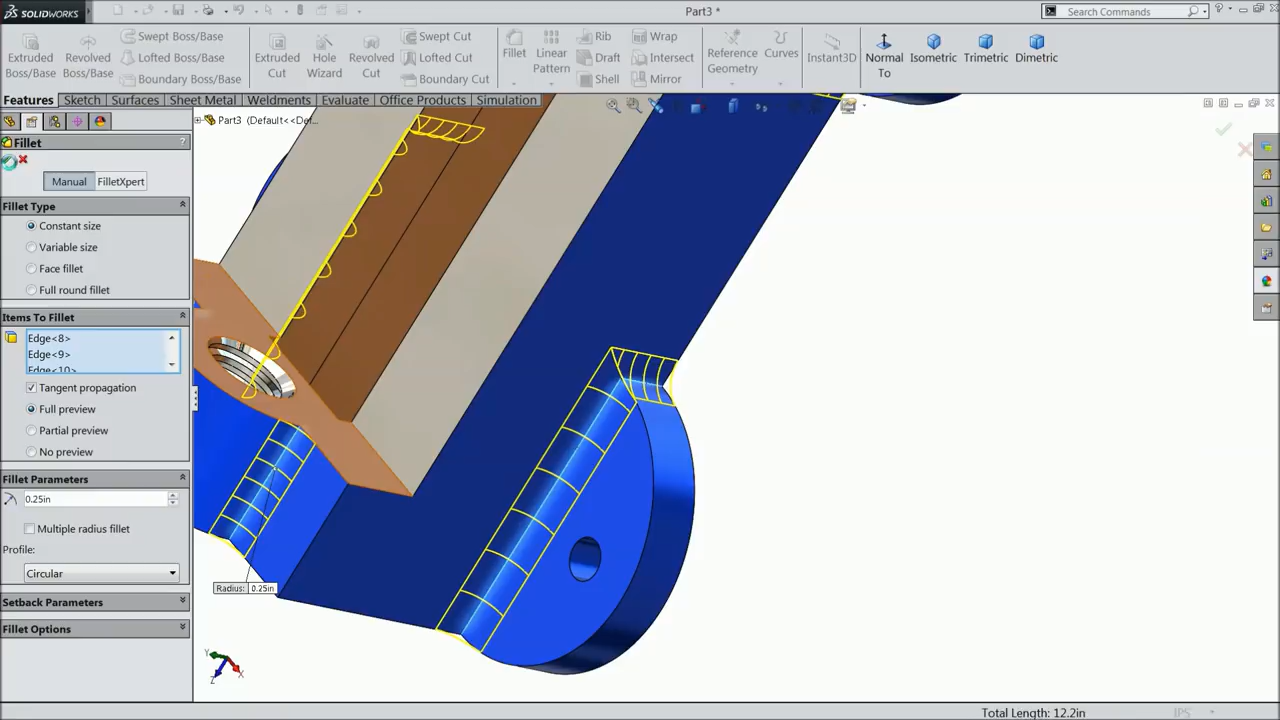 SOLIDWORKS
Part3 *
Search Commands
Extruded Boss/Base
Revolved Boss/Base
Swept Boss/Base
Lofted Boss/Base
Boundary Boss/Base
Extruded Cut
Hole Wizard
Revolved Cut
Swept Cut
Lofted Cut
Boundary Cut
Fillet
Linear Pattern
Rib
Draft
Shell
Wrap
Intersect
Mirror
Reference Geometry
Curves
Instant3D
Normal To
Isometric
Trimetric
Dimetric
Features
Sketch
Surfaces
Sheet Metal
Weldments
Evaluate
Office Products
Simulation
Part3 (Default<<Def...
Fillet
?
Manual
FilletXpert
Fillet Type
Constant size
Variable size
Face fillet
Full round fillet
Items To Fillet
Edge<8>
Edge<9>
Edge<10>
Tangent propagation
Full preview
Partial preview
No preview
Fillet Parameters
0.25in
Multiple radius fillet
Profile:
Circular
Setback Parameters
Fillet Options
Radius: 0.25in
Y
X
Z
Total Length: 12.2in
IPS